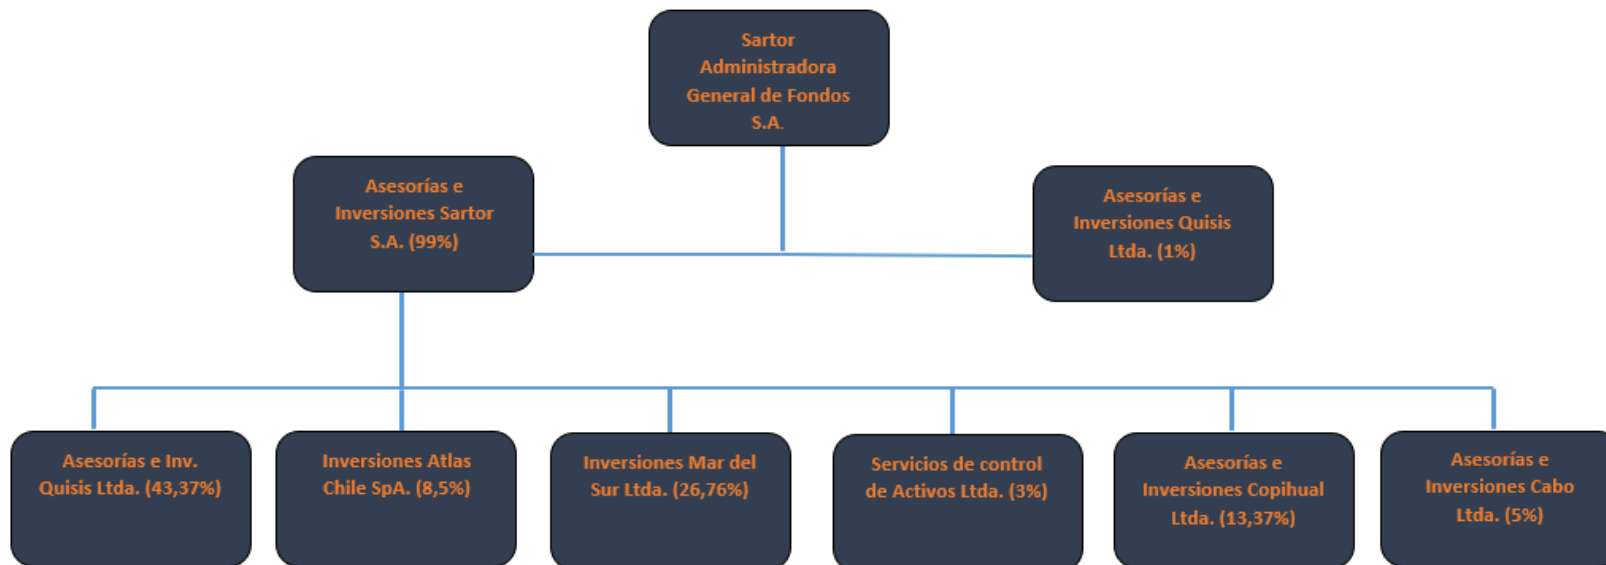 Sartor
Administradora
General de Fondos
S.A.
Asesorías e
Inversiones Sartor
S.A. (99%)
Asesorías e
Inversiones Quisis
Ltda. (1%)
Asesorías e Inv.
Quisis Ltda. (43,37%)
Inversiones Atlas
Chile SpA. (8,5%)
Inversiones Mar del
Sur Ltda. (26,76%)
Servicios de control
de Activos Ltda. (3%)
Asesorías e
Inversiones Copihual
Ltda. (13,37%)
Asesorías e
Inversiones Cabo
Ltda. (5%)